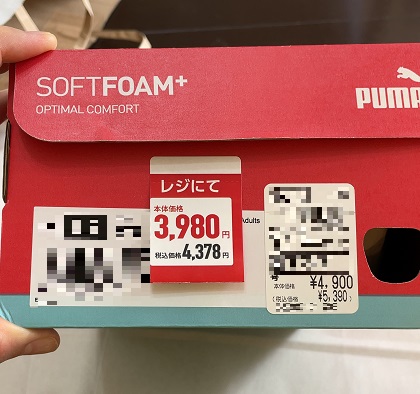 SOFTFOAM+
OPTIMAL COMFORT
PUMA
レジにて
本体価格
3,980円
税込価格 4,378円
Adults
本体価格 ¥4,900
(税込価格 ¥5,390)